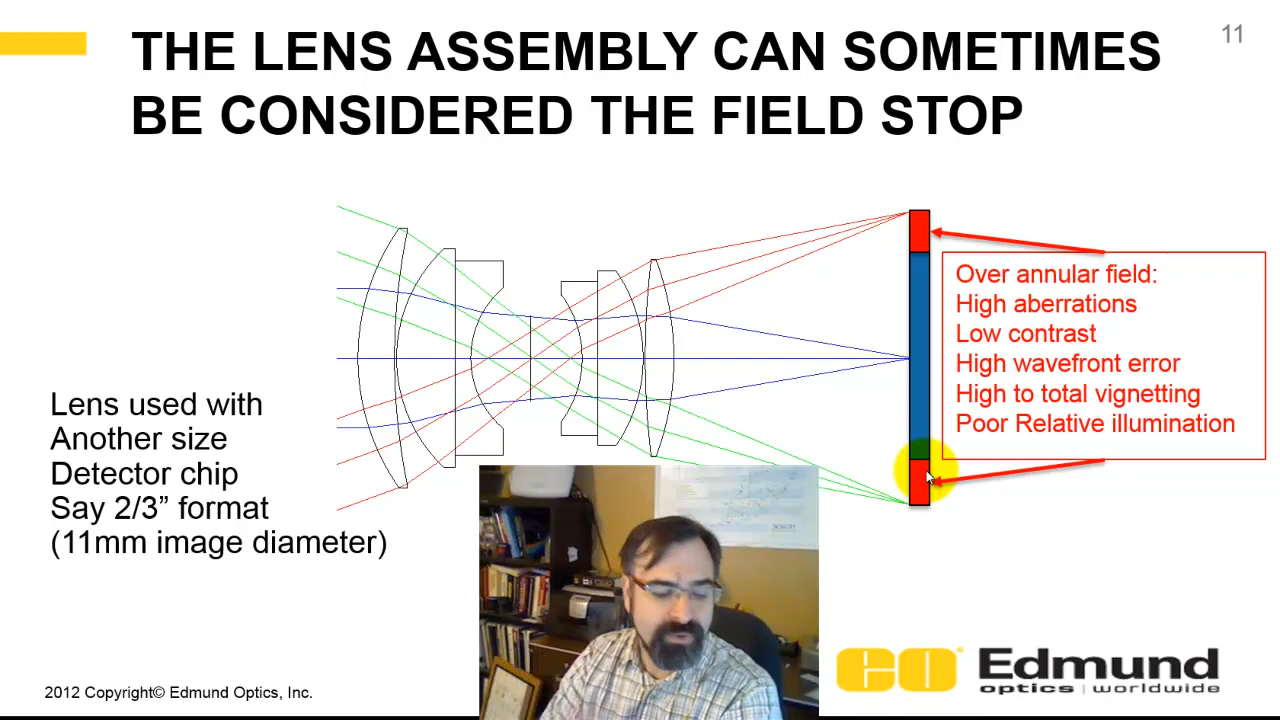 11
THE LENS ASSEMBLY CAN SOMETIMES
BE CONSIDERED THE FIELD STOP
Over annular field:
High aberrations
Low contrast
High wavefront error
High to total vignetting
Poor Relative illumination
Lens used with
Another size
Detector chip
Say 2/3” format
(11mm image diameter)
EO® Edmund
optics | worldwide
2012 Copyright© Edmund Optics, Inc.